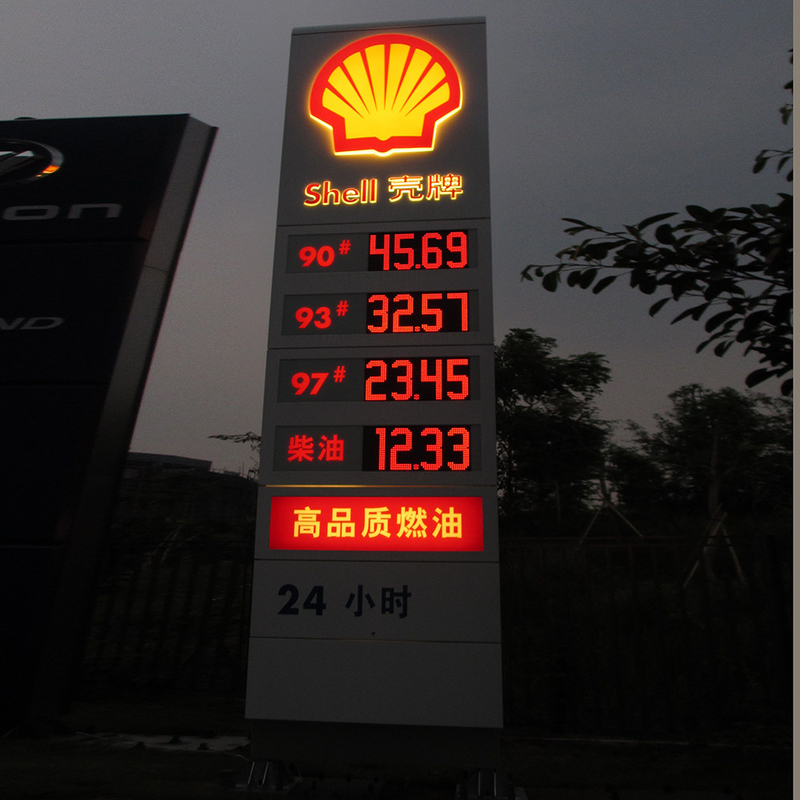 Shell 壳牌
90# 45.69
93# 32.57
97# 23.45
柴油 12.33
高品质燃油
24 小时